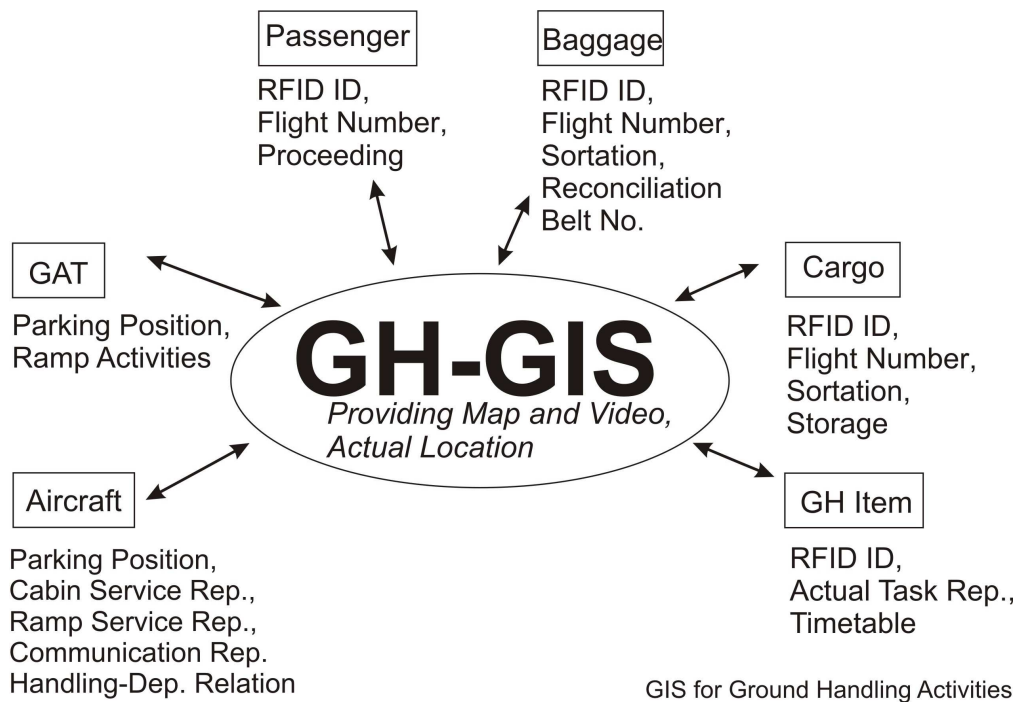 Passenger
RFID ID,
Flight Number,
Proceeding
Baggage
RFID ID,
Flight Number,
Sortation,
Reconciliation
Belt No.
GAT
Parking Position,
Ramp Activities
Cargo
RFID ID,
Flight Number,
Sortation,
Storage
GH-GIS
Providing Map and Video,
Actual Location
Aircraft
Parking Position,
Cabin Service Rep.,
Ramp Service Rep.,
Communication Rep.
Handling-Dep. Relation
GH Item
RFID ID,
Actual Task Rep.,
Timetable
GIS for Ground Handling Activities